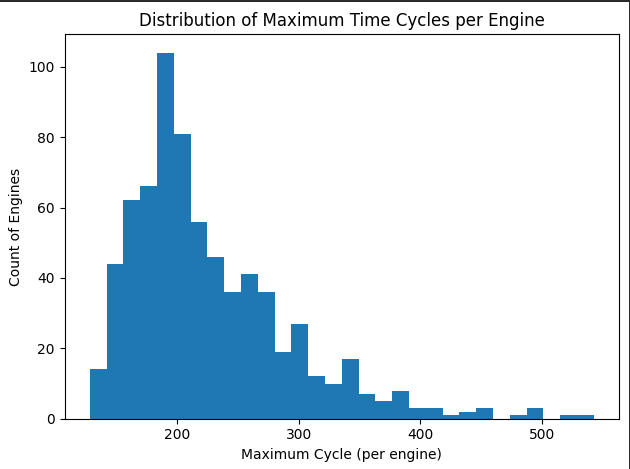 Distribution of Maximum Time Cycles per Engine
100
80
60
40
20
0
Count of Engines
200 300 400 500
Maximum Cycle (per engine)